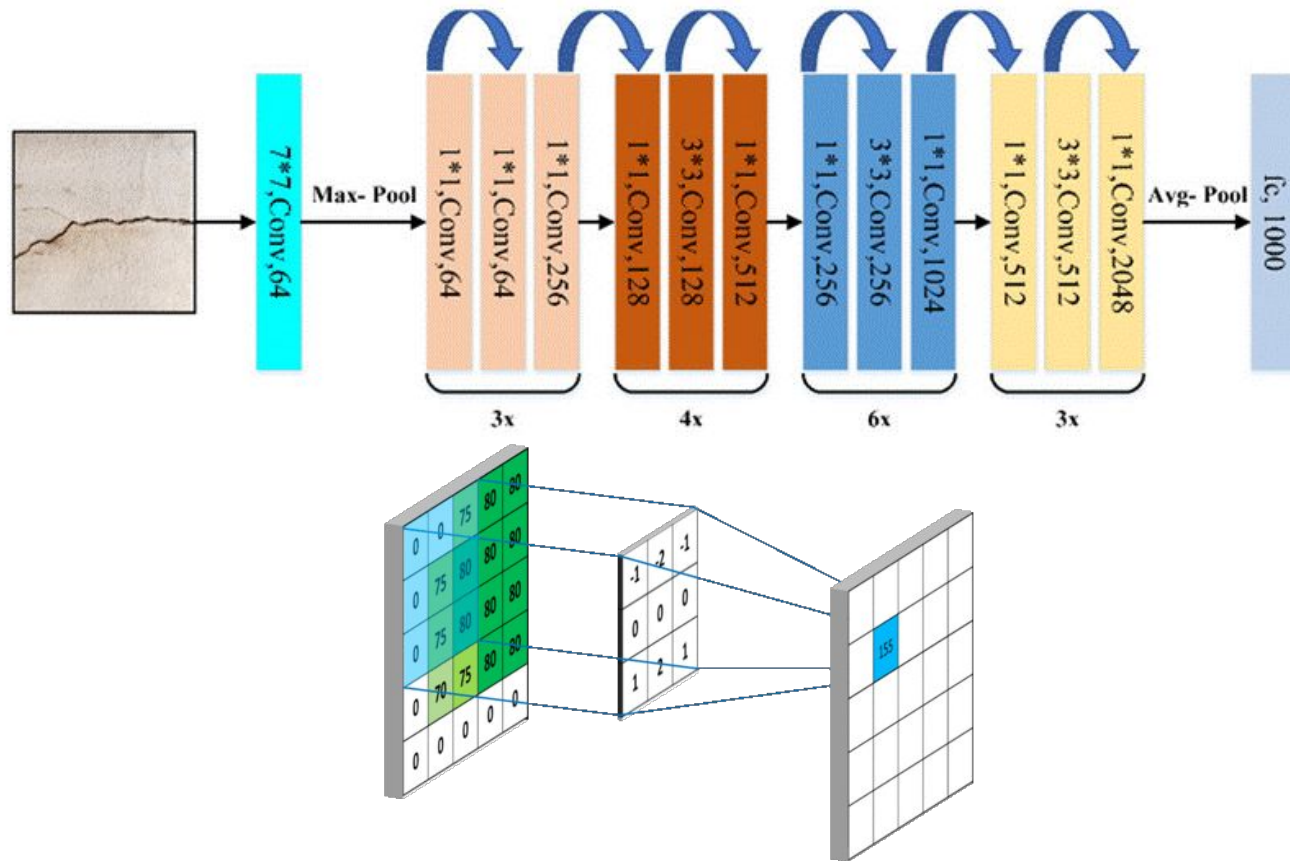 7*7,Conv,64
Max- Pool
1*1,Conv,64
1*1,Conv,64
1*1,Conv,256
1*1,Conv,128
3*3,Conv,128
1*1,Conv,512
1*1,Conv,256
3*3,Conv,256
1*1,Conv,1024
1*1,Conv,512
3*3,Conv,512
1*1,Conv,2048
Avg- Pool
fc, 1000
3x
4x
6x
3x
0 0 75 80 80
0 75 80 80 80
0 75 80 80 80
0 70 75 80 80
0 0 0 0 0
-1 -2 -1
0 0 0
1 2 1
155